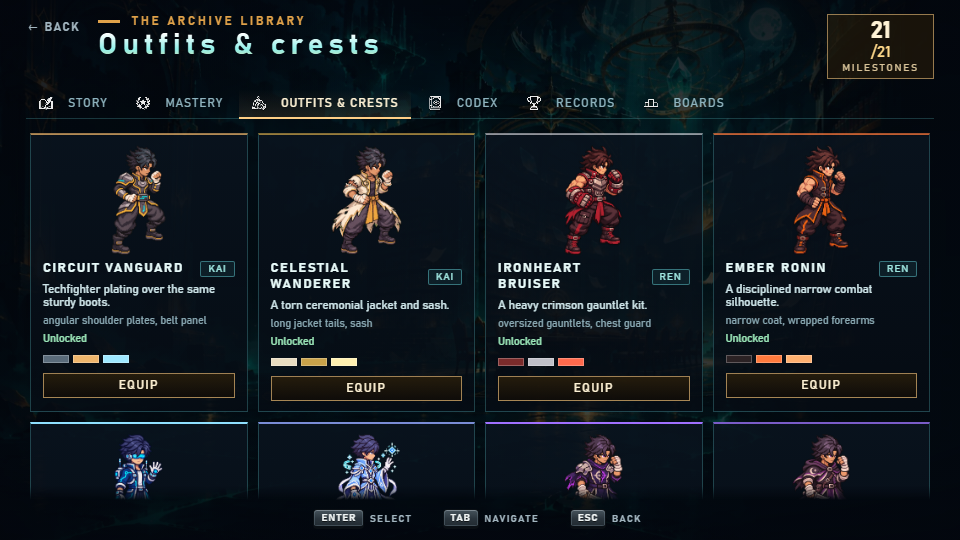 ← BACK
THE ARCHIVE LIBRARY
Outfits & crests
21
/21
MILESTONES
STORY
MASTERY
OUTFITS & CRESTS
CODEX
RECORDS
BOARDS
CIRCUIT VANGUARD
KAI
Techfighter plating over the same
sturdy boots.
angular shoulder plates, belt panel
Unlocked
EQUIP
CELESTIAL
WANDERER
KAI
A torn ceremonial jacket and sash.
long jacket tails, sash
Unlocked
EQUIP
IRONHEART
BRUISER
REN
A heavy crimson gauntlet kit.
oversized gauntlets, chest guard
Unlocked
EQUIP
EMBER RONIN
REN
A disciplined narrow combat
silhouette.
narrow coat, wrapped forearms
Unlocked
EQUIP
ENTER SELECT
TAB NAVIGATE
ESC BACK